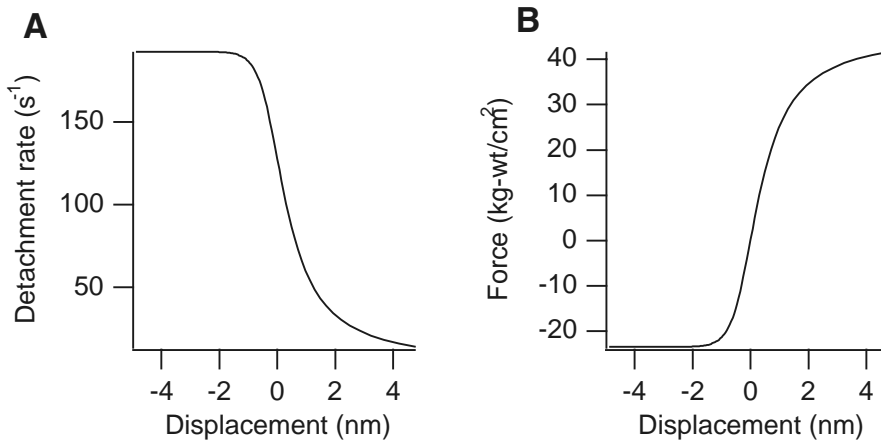 A
Detachment rate (s⁻¹)
150
100
50
-4 -2 0 2 4
Displacement (nm)
B
Force (kg-wt/cm²)
40
30
20
10
0
-10
-20
-4 -2 0 2 4
Displacement (nm)